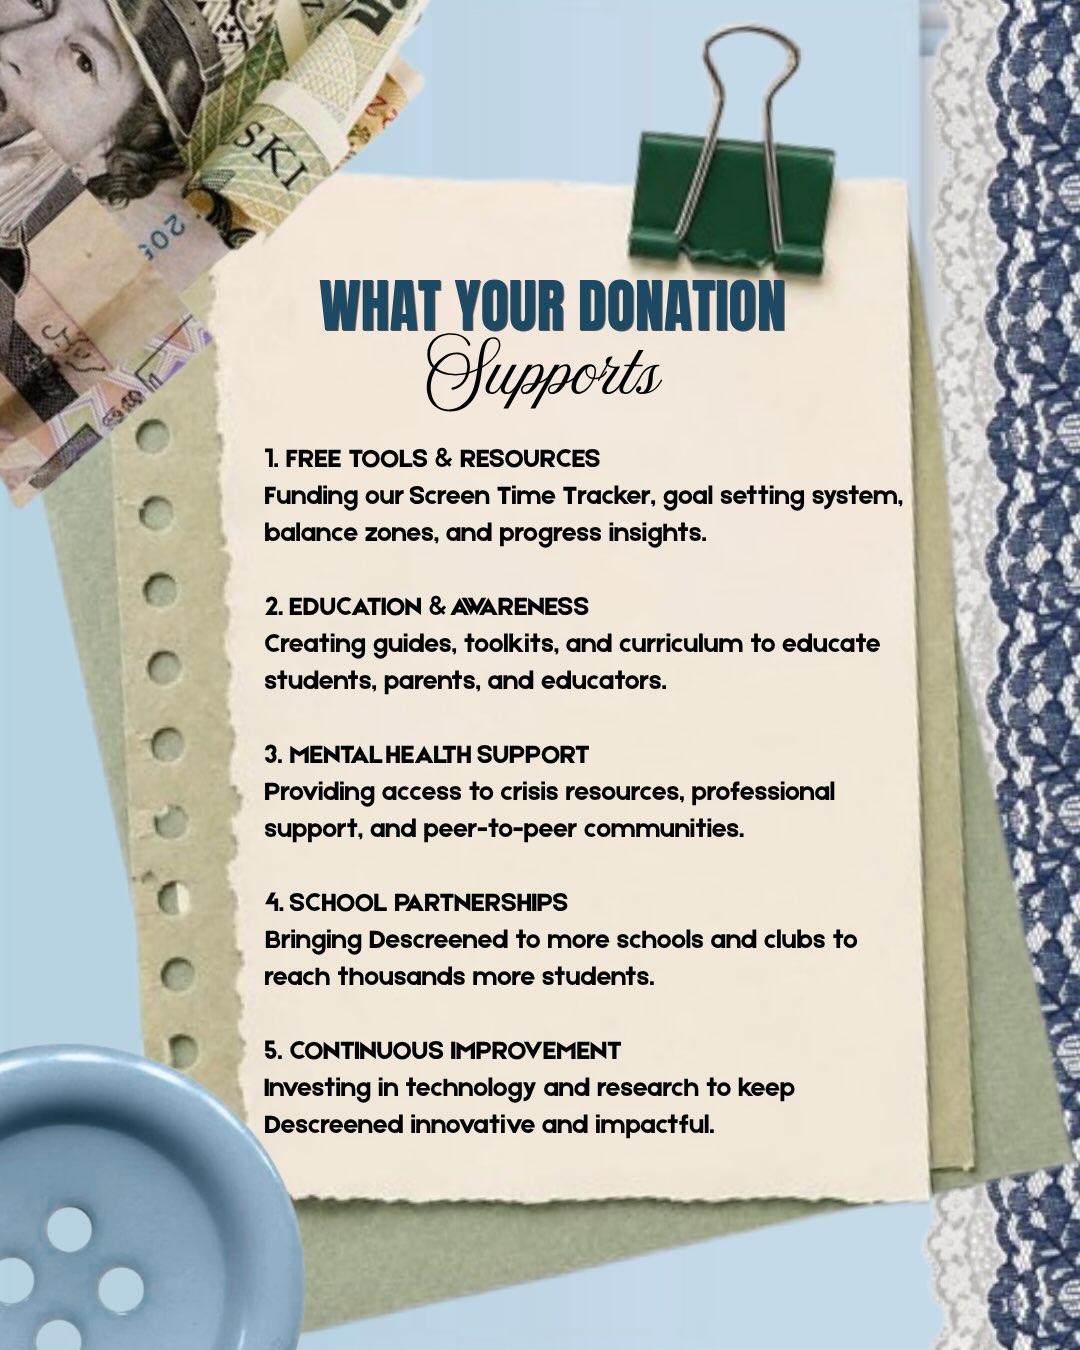 SKI
20
WHAT YOUR DONATION
Supports
1. FREE TOOLS & RESOURCES
Funding our Screen Time Tracker, goal setting system,
balance zones, and progress insights.
2. EDUCATION & AWARENESS
Creating guides, toolkits, and curriculum to educate
students, parents, and educators.
3. MENTAL HEALTH SUPPORT
Providing access to crisis resources, professional
support, and peer-to-peer communities.
4. SCHOOL PARTNERSHIPS
Bringing Descreened to more schools and clubs to
reach thousands more students.
5. CONTINUOUS IMPROVEMENT
Investing in technology and research to keep
Descreened innovative and impactful.